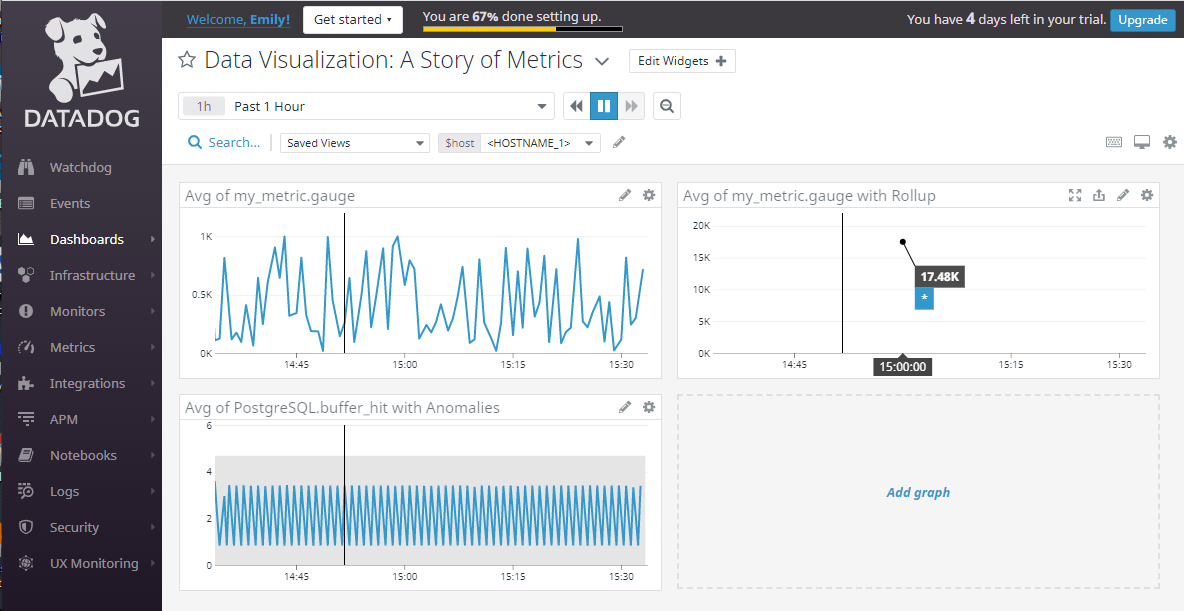 DATADOG
Watchdog
Events
Dashboards
Infrastructure
Monitors
Metrics
Integrations
APM
Notebooks
Logs
Security
UX Monitoring
Welcome, Emily!
Get started
You are 67% done setting up.
You have 4 days left in your trial.
Upgrade
Data Visualization: A Story of Metrics
Edit Widgets +
1h Past 1 Hour
Search...
Saved Views
$host <HOSTNAME_1>
Avg of my_metric.gauge
1K
0.5K
0K
14:45 15:00 15:15 15:30
Avg of my_metric.gauge with Rollup
20K
15K
10K
5K
0K
17.48K
*
14:45 15:00:00 15:15 15:30
Avg of PostgreSQL.buffer_hit with Anomalies
6
4
2
0
14:45 15:00 15:15 15:30
Add graph